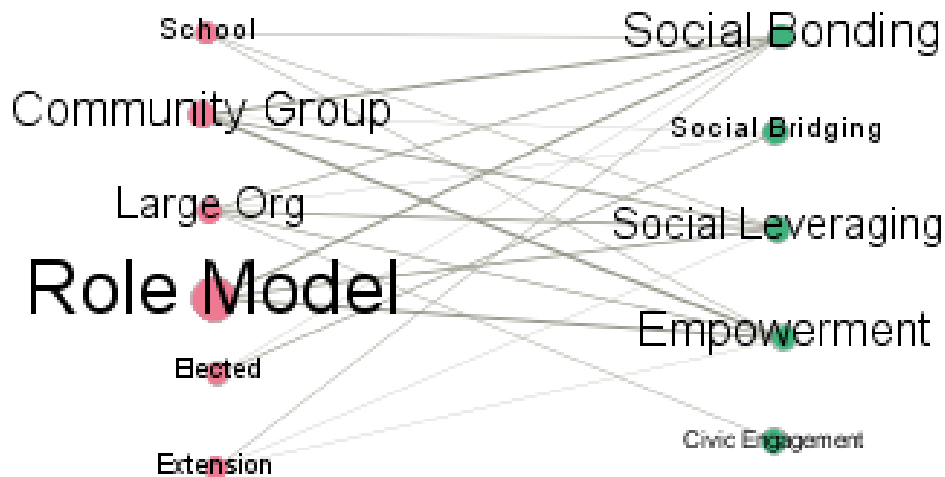 School
Community Group
Large Org
Role Model
Elected
Extension
Social Bonding
Social Bridging
Social Leveraging
Empowerment
Civic Engagement